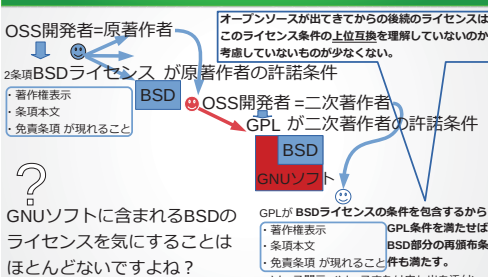 オープンソースが出てきてからの後続のライセンスは
このライセンス条件の上位互換を理解していないのか
考慮していないものが少なくない。
OSS開発者=原著作者
2条項BSDライセンス が原著作者の許諾条件
・著作権表示
・条項本文
・免責条項 が現れること
BSD
OSS開発者 =二次著作者
GPL が二次著作者の許諾条件
BSD
GNUソフト
?
GNUソフトに含まれるBSDの
ライセンスを気にすることは
ほとんどないですよね？
GPLが BSDライセンスの条件を包含するから
・著作権表示
・条項本文
・免責条項 が現れること
GPL条件を満たせば
BSD部分の再頒布条
件も満たす。